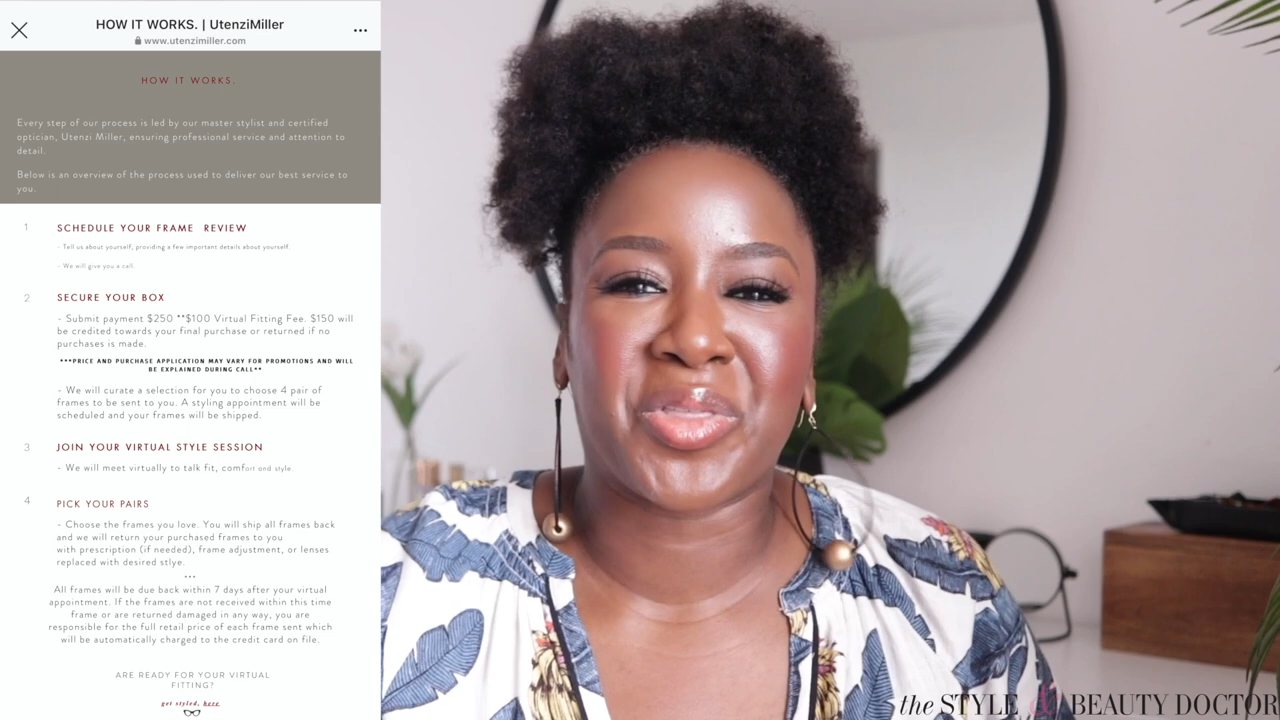 HOW IT WORKS. | UtenziMiller
www.utenzimiller.com
HOW IT WORKS.
Every step of our process is led by our master stylist and certified
optician, Utenzi Miller, ensuring professional service and attention to
detail.
Below is an overview of the process used to deliver our best service to
you.
1
SCHEDULE YOUR FRAME REVIEW
- Tell us about yourself, providing a few important details about yourself.
- We will give you a call.
2
SECURE YOUR BOX
- Submit payment $250 **$100 Virtual Fitting Fee. $150 will
be credited towards your final purchase or returned if no
purchases is made.
***PRICE AND PURCHASE APPLICATION MAY VARY FOR PROMOTIONS AND WILL
BE EXPLAINED DURING CALL**
- We will curate a selection for you to choose 4 pair of
frames to be sent to you. A styling appointment will be
scheduled and your frames will be shipped.
3
JOIN YOUR VIRTUAL STYLE SESSION
- We will meet virtually to talk fit, comfort and style.
4
PICK YOUR PAIRS
- Choose the frames you love. You will ship all frames back
and we will return your purchased frames to you
with prescription (if needed), frame adjustment, or lenses
replaced with desired stlye.
...
All frames will be due back within 7 days after your virtual
appointment. If the frames are not received within this time
frame or are returned damaged in any way, you are
responsible for the full retail price of each frame sent which
will be automatically charged to the credit card on file.
ARE READY FOR YOUR VIRTUAL
FITTING?
get styled, here
the STYLE & BEAUTY DOCTOR